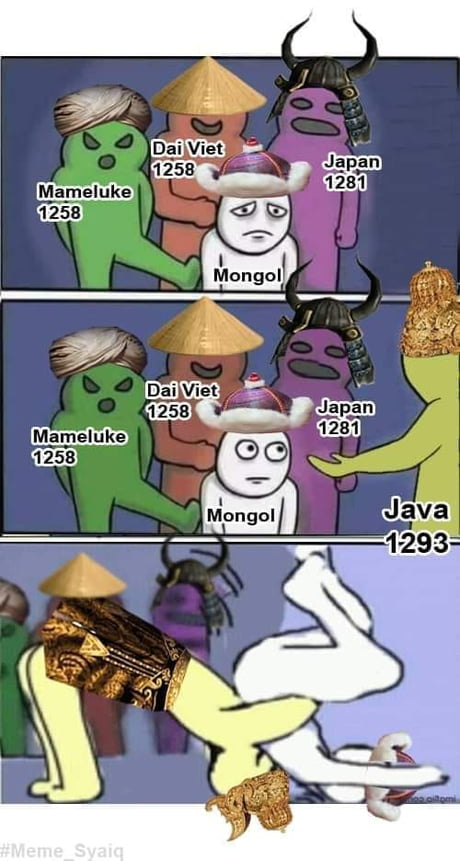 Mameluke
1258
Dai Viet
1258
Japan
1281
Mongol
Mameluke
1258
Dai Viet
1258
Japan
1281
Mongol
Java
1293
#Meme_Syaiq